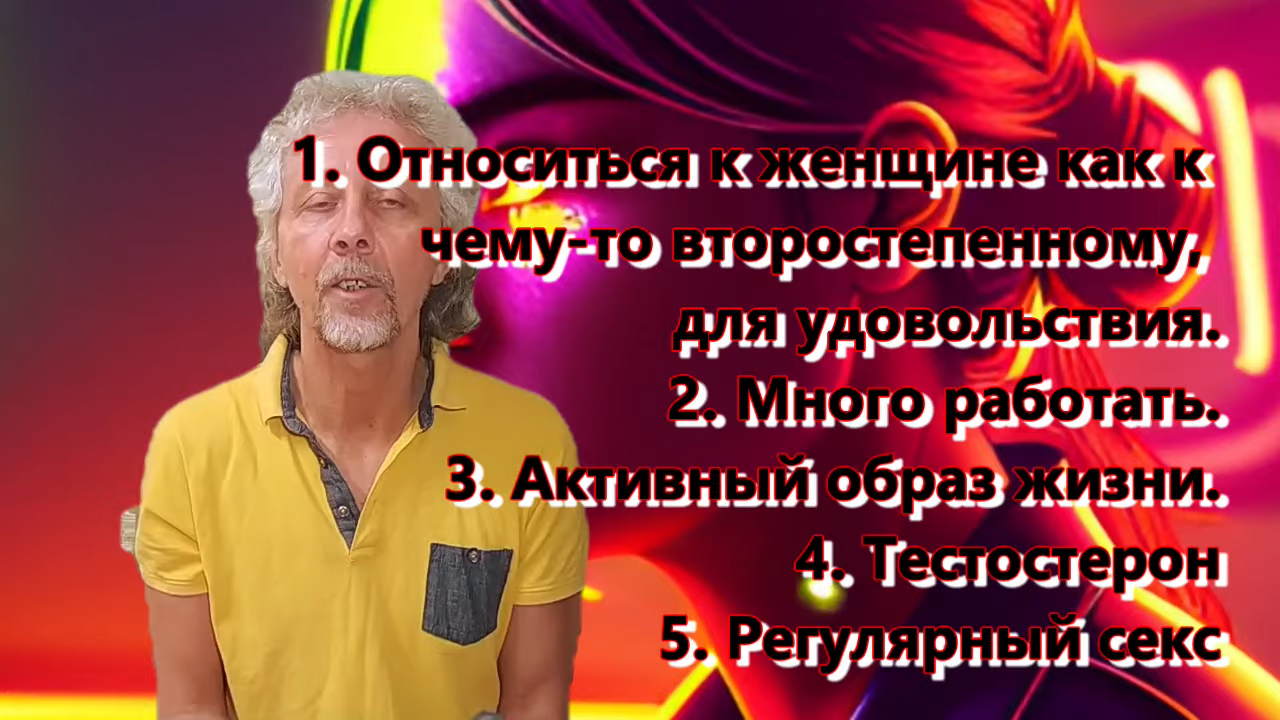 1. Относиться к женщине как к
чему-то второстепенному,
для удовольствия.
2. Много работать.
3. Активный образ жизни.
4. Тестостерон
5. Регулярный секс